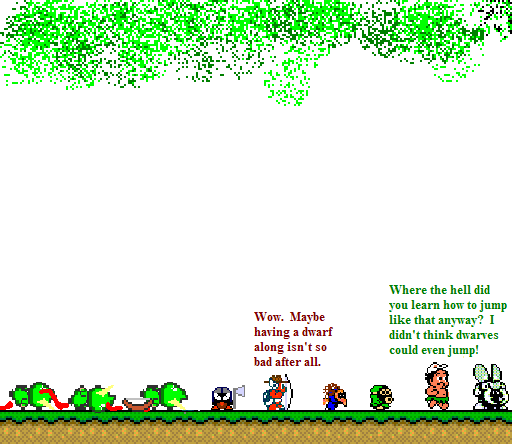 Wow. Maybe
having a dwarf
along isn't so
bad after all.
Where the hell did
you learn how to jump
like that anyway? I
didn't think dwarves
could even jump!